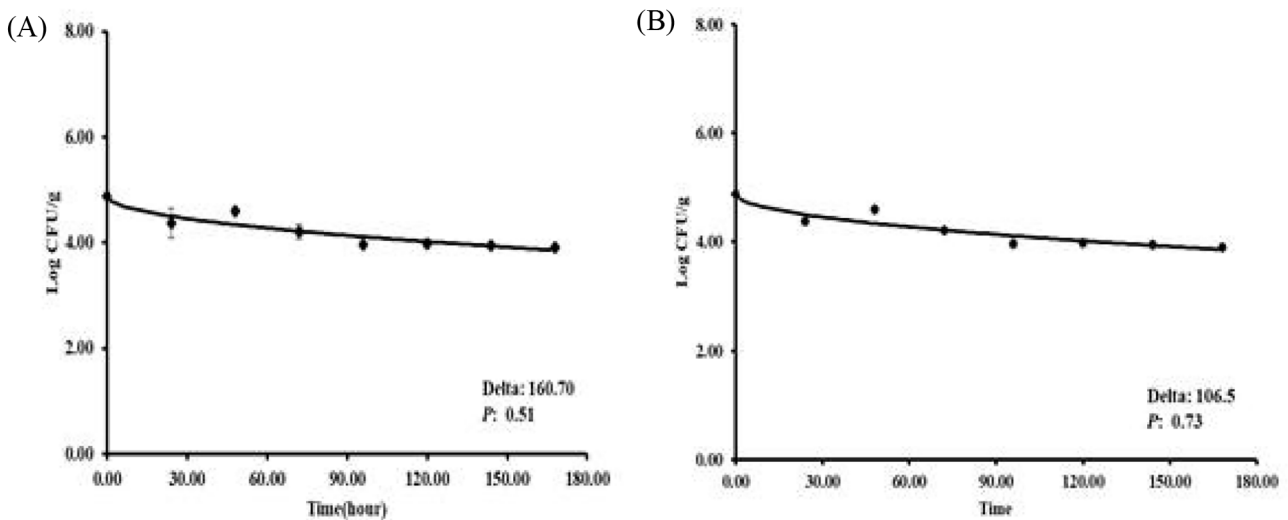 (A)
8.00
6.00
4.00
2.00
0.00
Log CFU/g
0.00 30.00 60.00 90.00 120.00 150.00 180.00
Time(hour)
Delta: 160.70
P: 0.51
(B)
8.00
6.00
4.00
2.00
0.00
Log CFU/g
0.00 30.00 60.00 90.00 120.00 150.00 180.00
Time
Delta: 106.5
P: 0.73